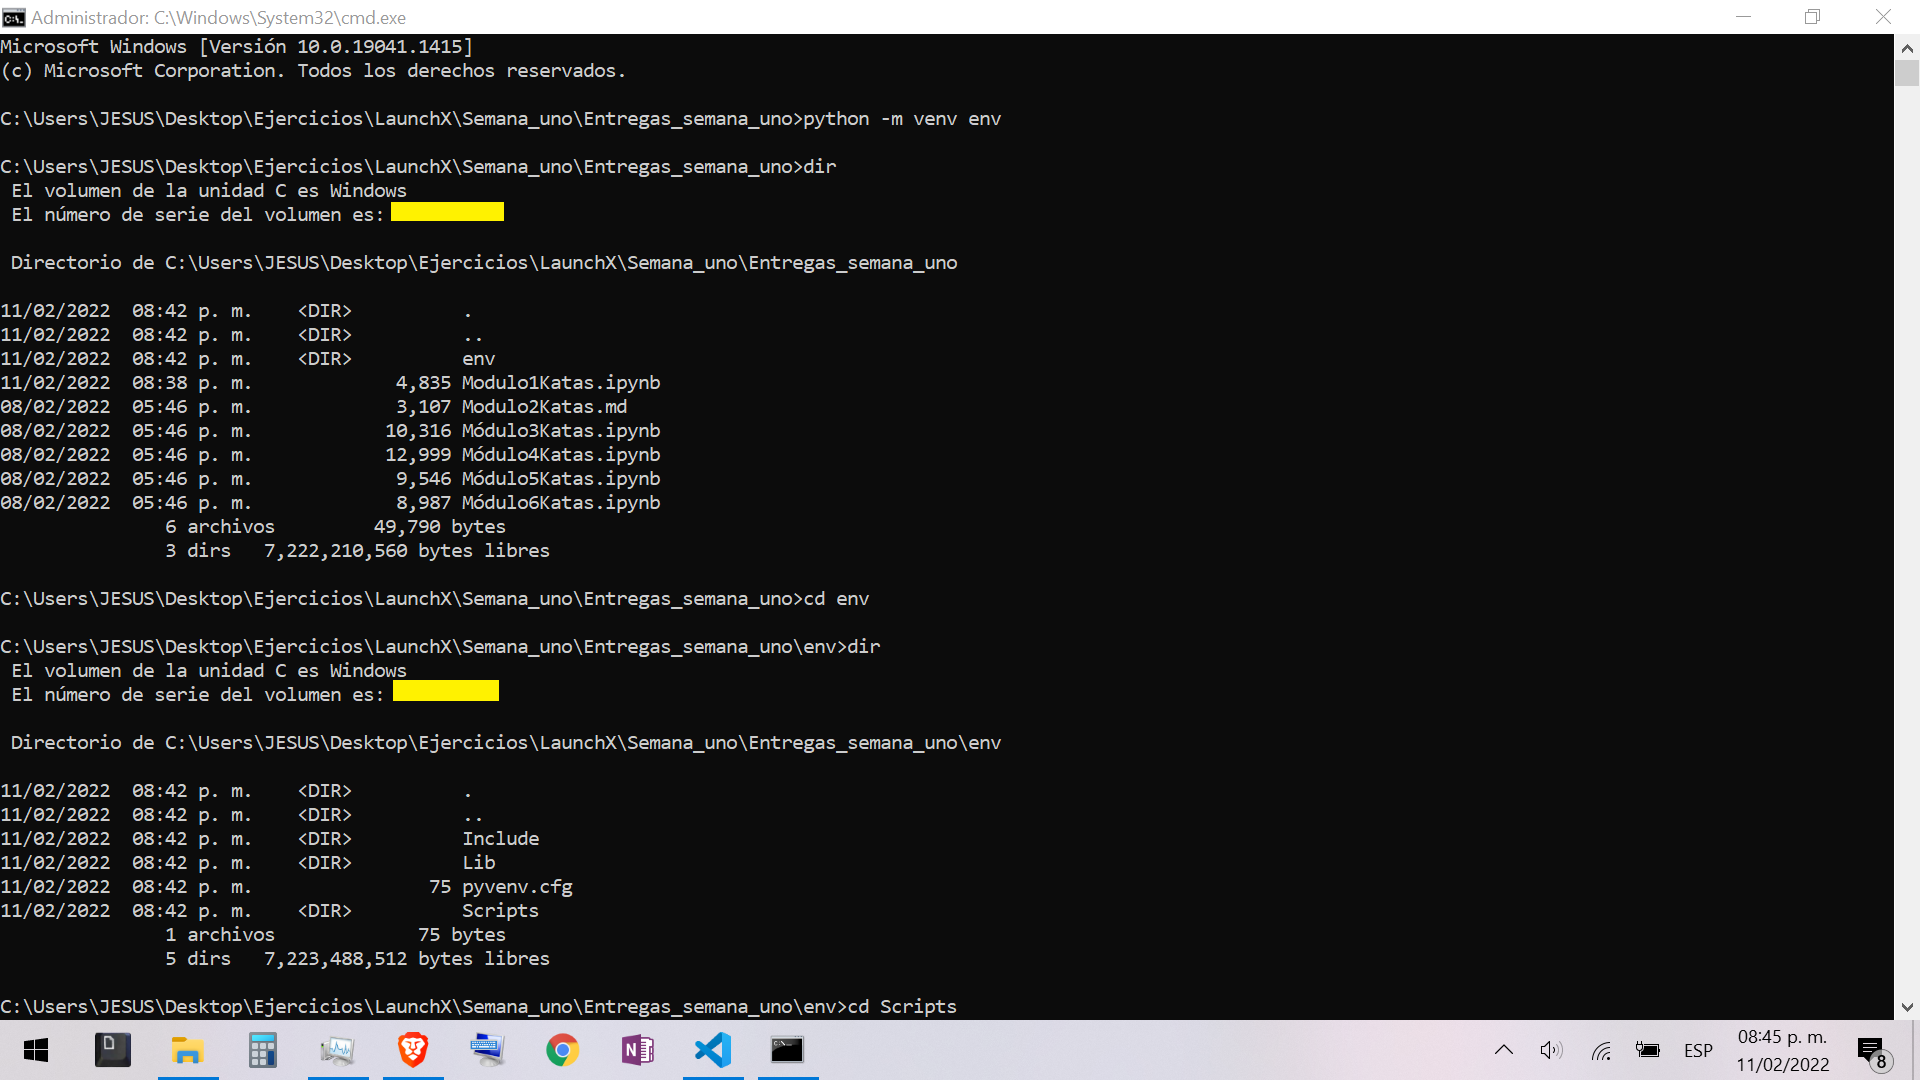 Administrador: C:\Windows\System32\cmd.exe
Microsoft Windows [Versión 10.0.19041.1415]
(c) Microsoft Corporation. Todos los derechos reservados.
C:\Users\JESUS\Desktop\Ejercicios\LaunchX\Semana_uno\Entregas_semana_uno>python -m venv env
C:\Users\JESUS\Desktop\Ejercicios\LaunchX\Semana_uno\Entregas_semana_uno>dir
El volumen de la unidad C es Windows
El número de serie del volumen es:
Directorio de C:\Users\JESUS\Desktop\Ejercicios\LaunchX\Semana_uno\Entregas_semana_uno
11/02/2022  08:42 p. m.    <DIR>          .
11/02/2022  08:42 p. m.    <DIR>          ..
11/02/2022  08:42 p. m.    <DIR>          env
11/02/2022  08:38 p. m.             4,835 Modulo1Katas.ipynb
08/02/2022  05:46 p. m.             3,107 Modulo2Katas.md
08/02/2022  05:46 p. m.            10,316 Módulo3Katas.ipynb
08/02/2022  05:46 p. m.            12,999 Módulo4Katas.ipynb
08/02/2022  05:46 p. m.             9,546 Módulo5Katas.ipynb
08/02/2022  05:46 p. m.             8,987 Módulo6Katas.ipynb
6 archivos         49,790 bytes
3 dirs   7,222,210,560 bytes libres
C:\Users\JESUS\Desktop\Ejercicios\LaunchX\Semana_uno\Entregas_semana_uno>cd env
C:\Users\JESUS\Desktop\Ejercicios\LaunchX\Semana_uno\Entregas_semana_uno\env>dir
El volumen de la unidad C es Windows
El número de serie del volumen es:
Directorio de C:\Users\JESUS\Desktop\Ejercicios\LaunchX\Semana_uno\Entregas_semana_uno\env
11/02/2022  08:42 p. m.    <DIR>          .
11/02/2022  08:42 p. m.    <DIR>          ..
11/02/2022  08:42 p. m.    <DIR>          Include
11/02/2022  08:42 p. m.    <DIR>          Lib
11/02/2022  08:42 p. m.                75 pyvenv.cfg
11/02/2022  08:42 p. m.    <DIR>          Scripts
1 archivos             75 bytes
5 dirs   7,223,488,512 bytes libres
C:\Users\JESUS\Desktop\Ejercicios\LaunchX\Semana_uno\Entregas_semana_uno\env>cd Scripts
D
N
ESP
08:45 p. m.
11/02/2022
8